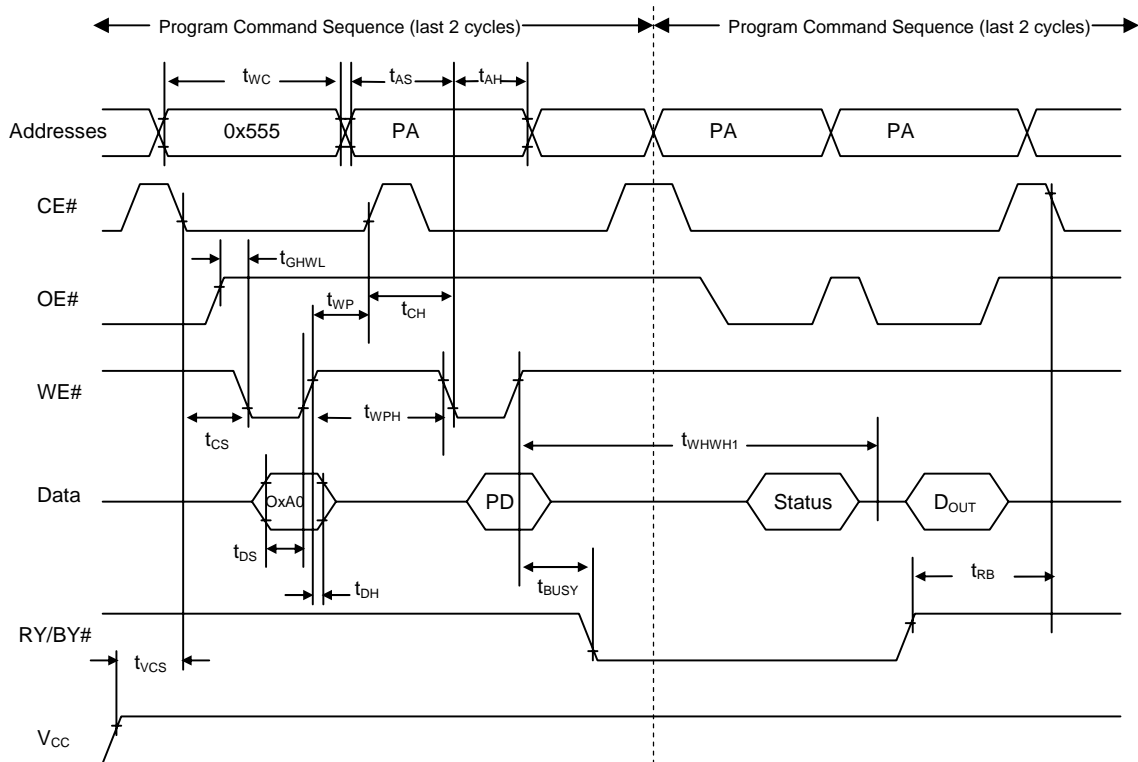 Program Command Sequence (last 2 cycles) Program Command Sequence (last 2 cycles)
tWC tAS tAH
Addresses 0x555 PA PA PA
CE#
tGHWL
OE#
tWP tCH
WE#
tCS tWPH tWHWH1
Data OxA0 PD Status DOUT
tDS tDH tBUSY tRB
RY/BY#
tVCS
VCC